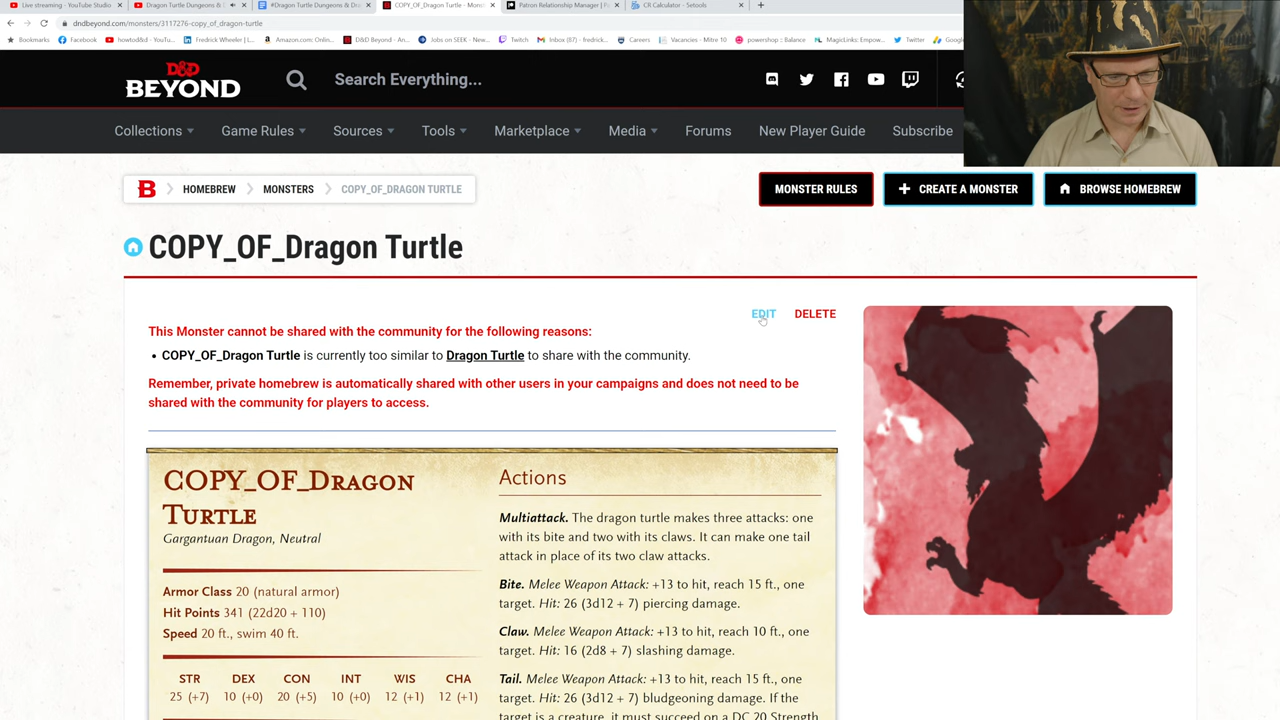 Live streaming - YouTube Studio
Dragon Turtle Dungeons & D
#Dragon Turtle Dungeons & Dra
COPY_OF_Dragon Turtle - Mons
Patron Relationship Manager | P
CR Calculator - 5etools
dndbeyond.com/monsters/3117276-copy_of_dragon-turtle
Bookmarks
Facebook
howtod&d - YouTu...
Fredrick Wheeler | L...
Amazon.com: Onlin...
D&D Beyond - An...
Jobs on SEEK - No...
Twitch
Inbox (87) - fredrick...
Careers
Vacancies - Mitre 10
powershop :: Balance
MagicLinks: Empow...
Twitter
Googl
D&D
BEYOND
Search Everything...
Collections
Game Rules
Sources
Tools
Marketplace
Media
Forums
New Player Guide
Subscribe
B
HOMEBREW
MONSTERS
COPY_OF_DRAGON TURTLE
MONSTER RULES
+ CREATE A MONSTER
BROWSE HOMEBREW
COPY_OF_Dragon Turtle
EDIT
DELETE
This Monster cannot be shared with the community for the following reasons:
• COPY_OF_Dragon Turtle is currently too similar to Dragon Turtle to share with the community.
Remember, private homebrew is automatically shared with other users in your campaigns and does not need to be
shared with the community for players to access.
COPY_OF_Dragon
Turtle
Gargantuan Dragon, Neutral
Armor Class 20 (natural armor)
Hit Points 341 (22d20 + 110)
Speed 20 ft., swim 40 ft.
STR DEX CON INT WIS CHA
25 (+7) 10 (+0) 20 (+5) 10 (+0) 12 (+1) 12 (+1)
Actions
Multiattack. The dragon turtle makes three attacks: one
with its bite and two with its claws. It can make one tail
attack in place of its two claw attacks.
Bite. Melee Weapon Attack: +13 to hit, reach 15 ft., one
target. Hit: 26 (3d12 + 7) piercing damage.
Claw. Melee Weapon Attack: +13 to hit, reach 10 ft., one
target. Hit: 16 (2d8 + 7) slashing damage.
Tail. Melee Weapon Attack: +13 to hit, reach 15 ft., one
target. Hit: 26 (3d12 + 7) bludgeoning damage. If the
target is a creature, it must succeed on a DC 20 Strength